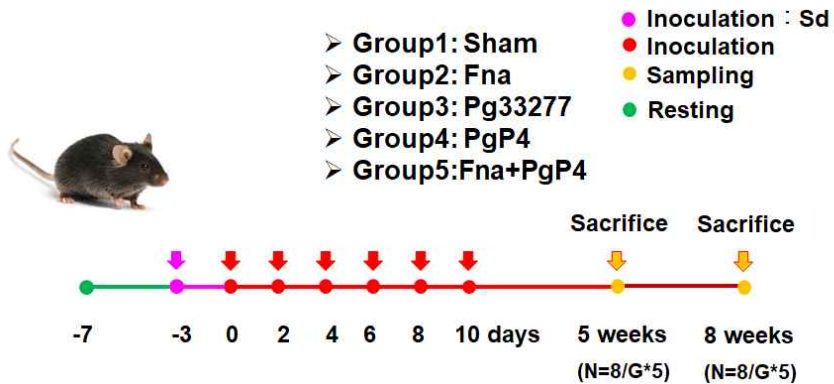 ➢ Group1: Sham
➢ Group2: Fna
➢ Group3: Pg33277
➢ Group4: PgP4
➢ Group5:Fna+PgP4
Inoculation：Sd
Inoculation
Sampling
Resting
Sacrifice Sacrifice
-7 -3 0 2 4 6 8 10 days 5 weeks 8 weeks
(N=8/G*5) (N=8/G*5)